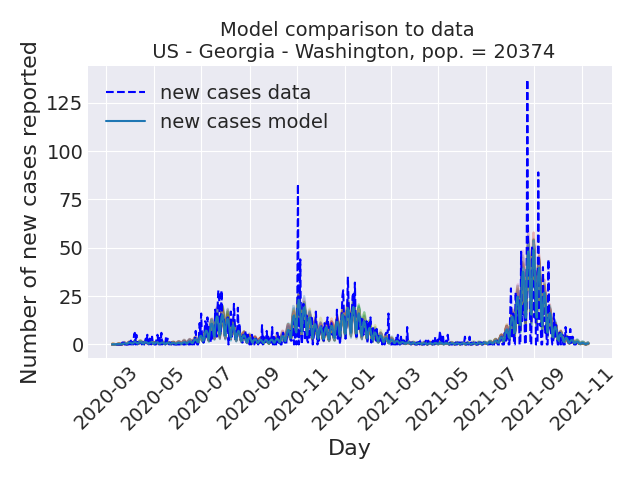 Model comparison to data
US - Georgia - Washington, pop. = 20374
Number of new cases reported
125
100
75
50
25
0
new cases data
new cases model
2020-03
2020-05
2020-07
2020-09
2020-11
2021-01
2021-03
2021-05
2021-07
2021-09
2021-11
Day